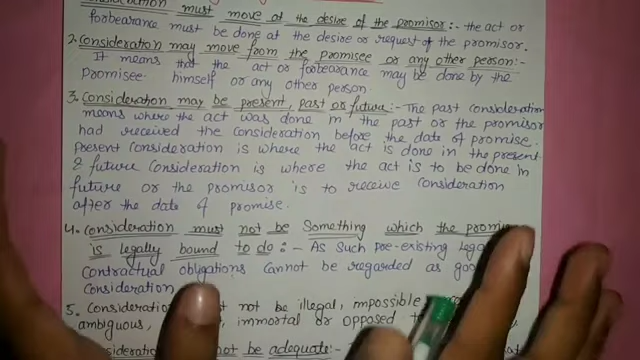 must move at the desire of the promisor:- the act or
forbearance must be done at the desire or request of the promisor.
2. Consideration may move from the promisee or any other person:-
It means that the act or forbearance may be done by the
Promisee himself or any other person
3. Consideration may be present, past or future:- The past consideration
means where the act was done in the past or the promisor
had received the consideration before the date of promise.
Present consideration is where the act is done in the present
& future consideration is where the act is to be done in
future or the promisor is to receive consideration
after the date of promise.
4. Consideration must not be Something which the
is legally bound to do:- As such pre-existing
Contractual obligations cannot be regarded as
Consideration
5. not be illegal, impossible
ambiguous, immortal or opposed
not be adequate:-